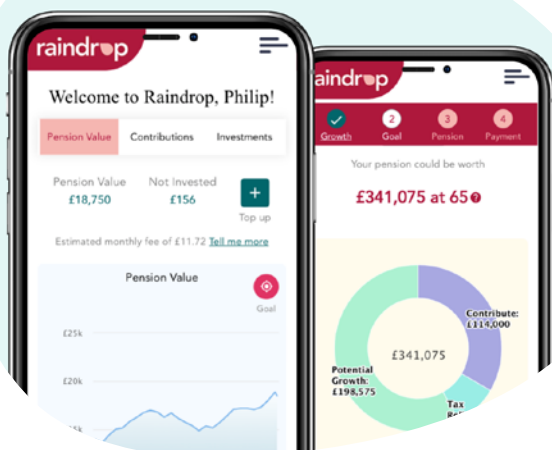 raindrop
Welcome to Raindrop, Philip!
Pension Value Contributions Investments
Pension Value Not Invested
£18,750 £156 +
Top up
Estimated monthly fee of £11.72 Tell me more
Pension Value
Goal
£25k
£20k
aindrop
2 3 4
Growth Goal Pension Payment
Your pension could be worth
£341,075 at 65?
Contribute:
£114,000
£341,075
Potential
Growth:
£198,575
Tax